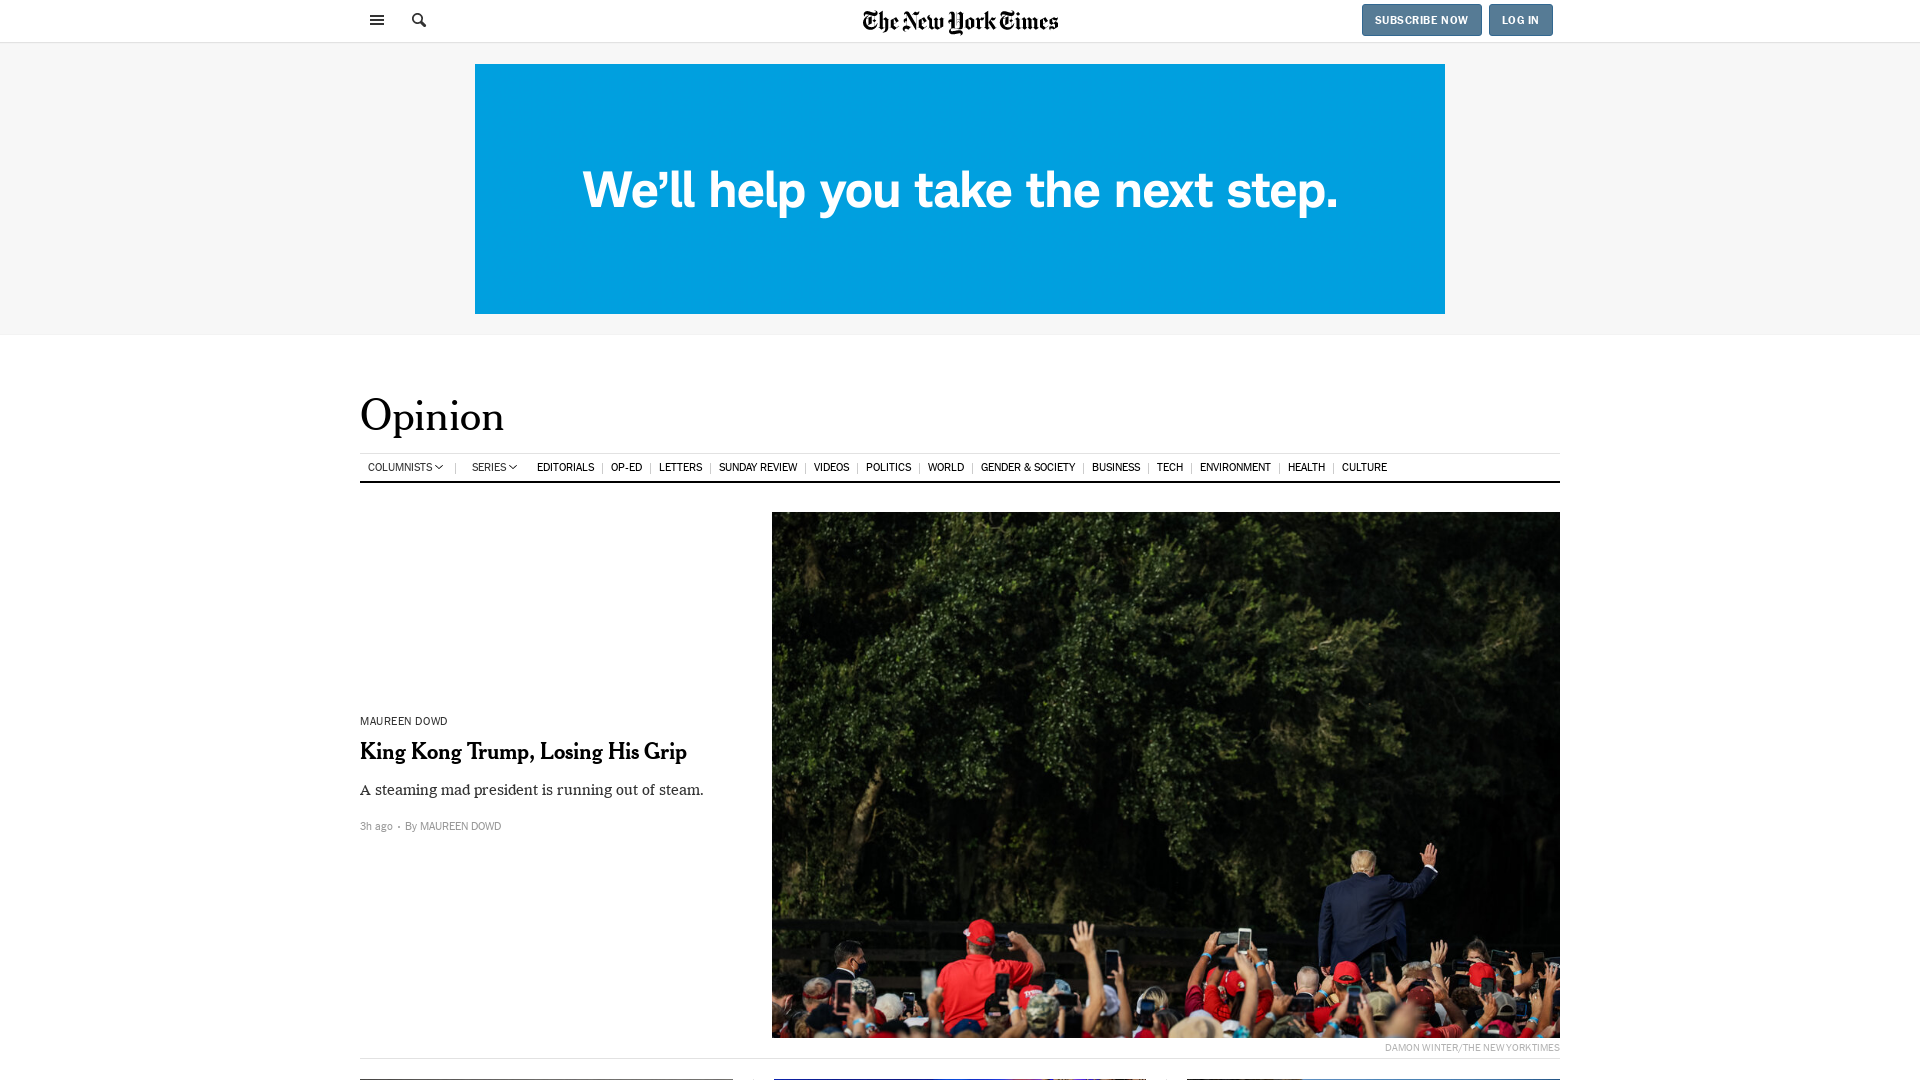 The New York Times
SUBSCRIBE NOW
LOG IN
We’ll help you take the next step.
Opinion
COLUMNISTS
SERIES
EDITORIALS
OP-ED
LETTERS
SUNDAY REVIEW
VIDEOS
POLITICS
WORLD
GENDER & SOCIETY
BUSINESS
TECH
ENVIRONMENT
HEALTH
CULTURE
MAUREEN DOWD
King Kong Trump, Losing His Grip
A steaming mad president is running out of steam.
3h ago • By MAUREEN DOWD
DAMON WINTER/THE NEW YORK TIMES